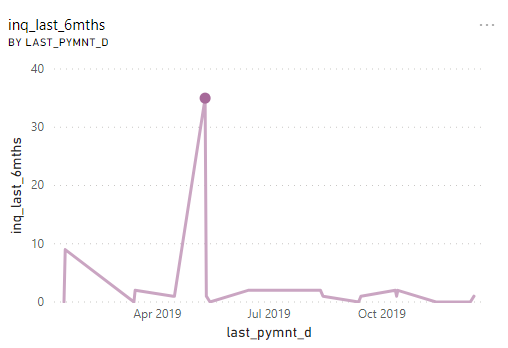 inq_last_6mths
BY LAST_PYMNT_D
40
30
20
10
0
inq_last_6mths
Apr 2019 Jul 2019 Oct 2019
last_pymnt_d